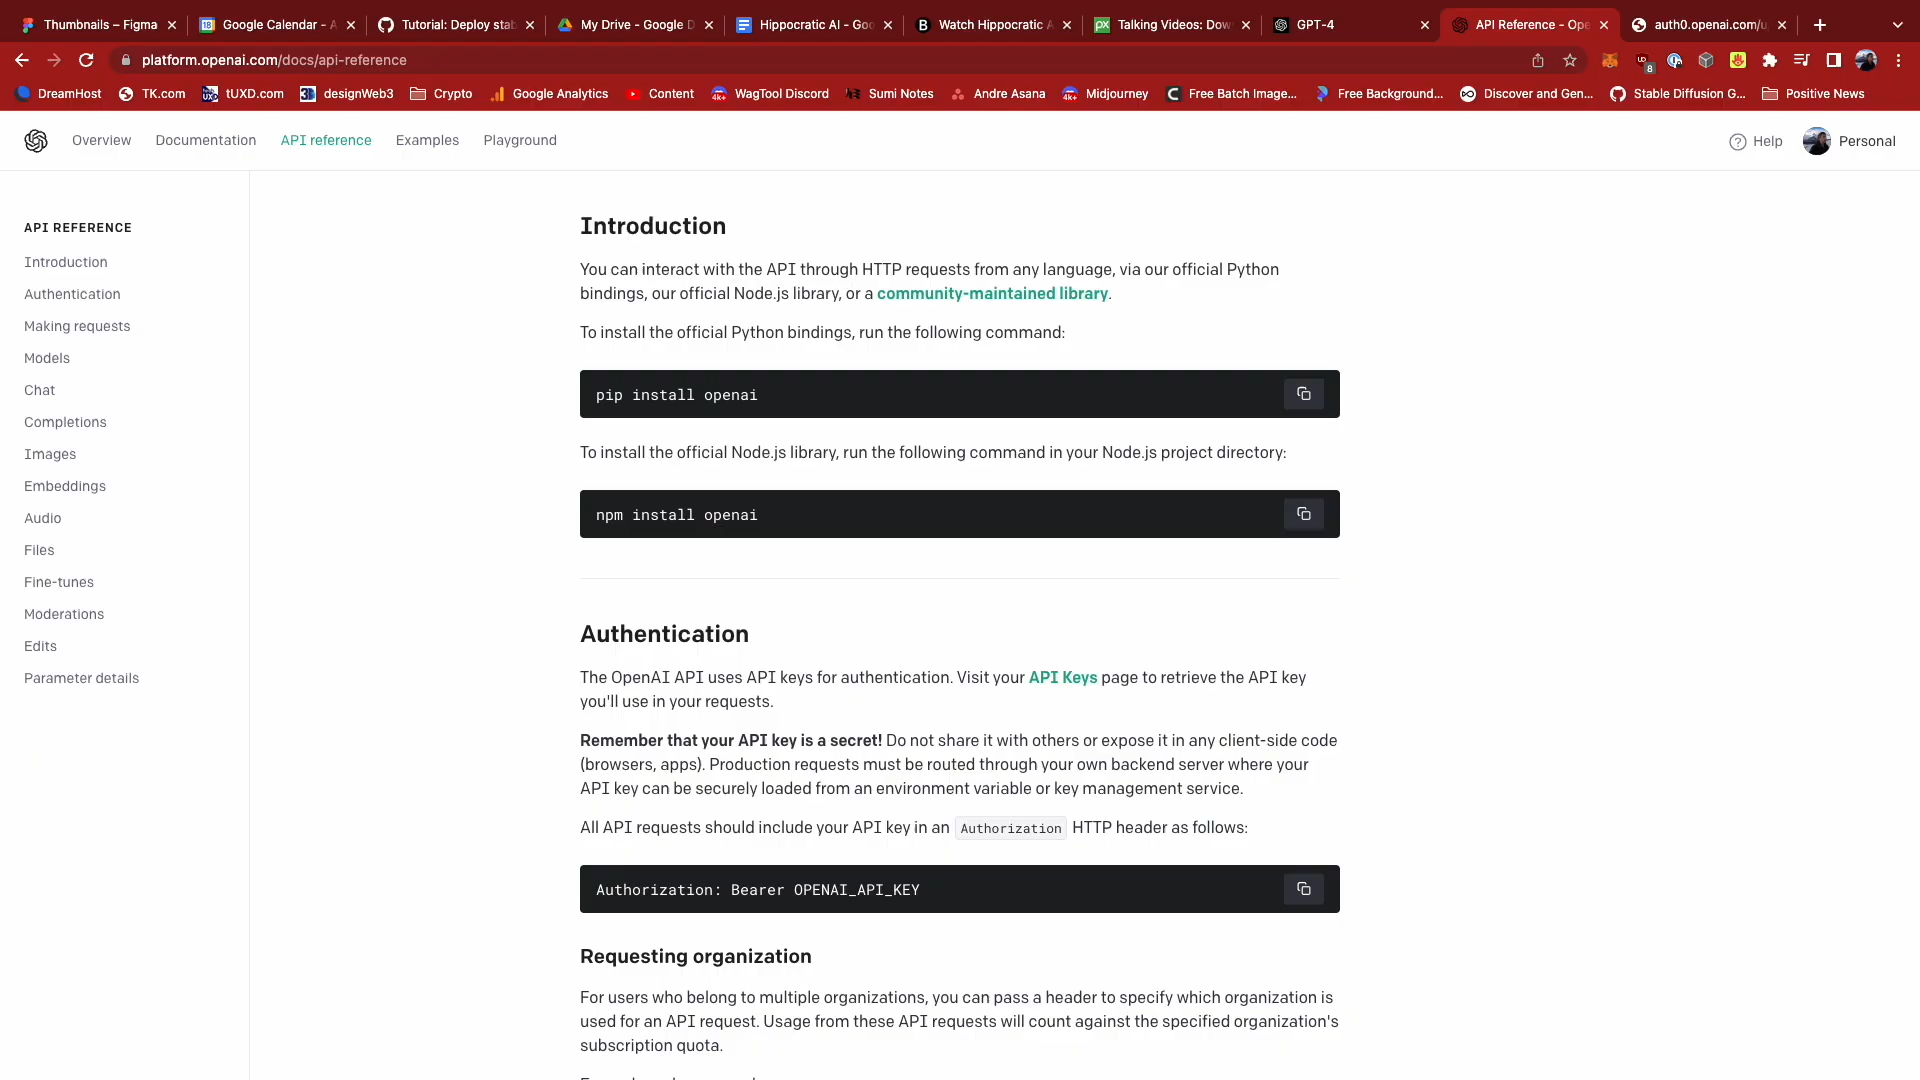 Thumbnails – Figma
Google Calendar - A
Tutorial: Deploy stab
My Drive - Google D
Hippocratic AI - Goo
Watch Hippocratic A
Talking Videos: Dow
GPT-4
API Reference - Ope
auth0.openai.com/u
platform.openai.com/docs/api-reference
8
DreamHost
TK.com
tUXD.com
designWeb3
Crypto
Google Analytics
Content
WagTool Discord
Sumi Notes
Andre Asana
Midjourney
Free Batch Image...
Free Background...
Discover and Gen...
Stable Diffusion G...
Positive News
Overview
Documentation
API reference
Examples
Playground
Help
Personal
API REFERENCE
Introduction
Authentication
Making requests
Models
Chat
Completions
Images
Embeddings
Audio
Files
Fine-tunes
Moderations
Edits
Parameter details
Introduction
You can interact with the API through HTTP requests from any language, via our official Python
bindings, our official Node.js library, or a community-maintained library.
To install the official Python bindings, run the following command:
pip install openai
To install the official Node.js library, run the following command in your Node.js project directory:
npm install openai
Authentication
The OpenAI API uses API keys for authentication. Visit your API Keys page to retrieve the API key
you'll use in your requests.
Remember that your API key is a secret! Do not share it with others or expose it in any client-side code
(browsers, apps). Production requests must be routed through your own backend server where your
API key can be securely loaded from an environment variable or key management service.
All API requests should include your API key in an Authorization HTTP header as follows:
Authorization: Bearer OPENAI_API_KEY
Requesting organization
For users who belong to multiple organizations, you can pass a header to specify which organization is
used for an API request. Usage from these API requests will count against the specified organization's
subscription quota.